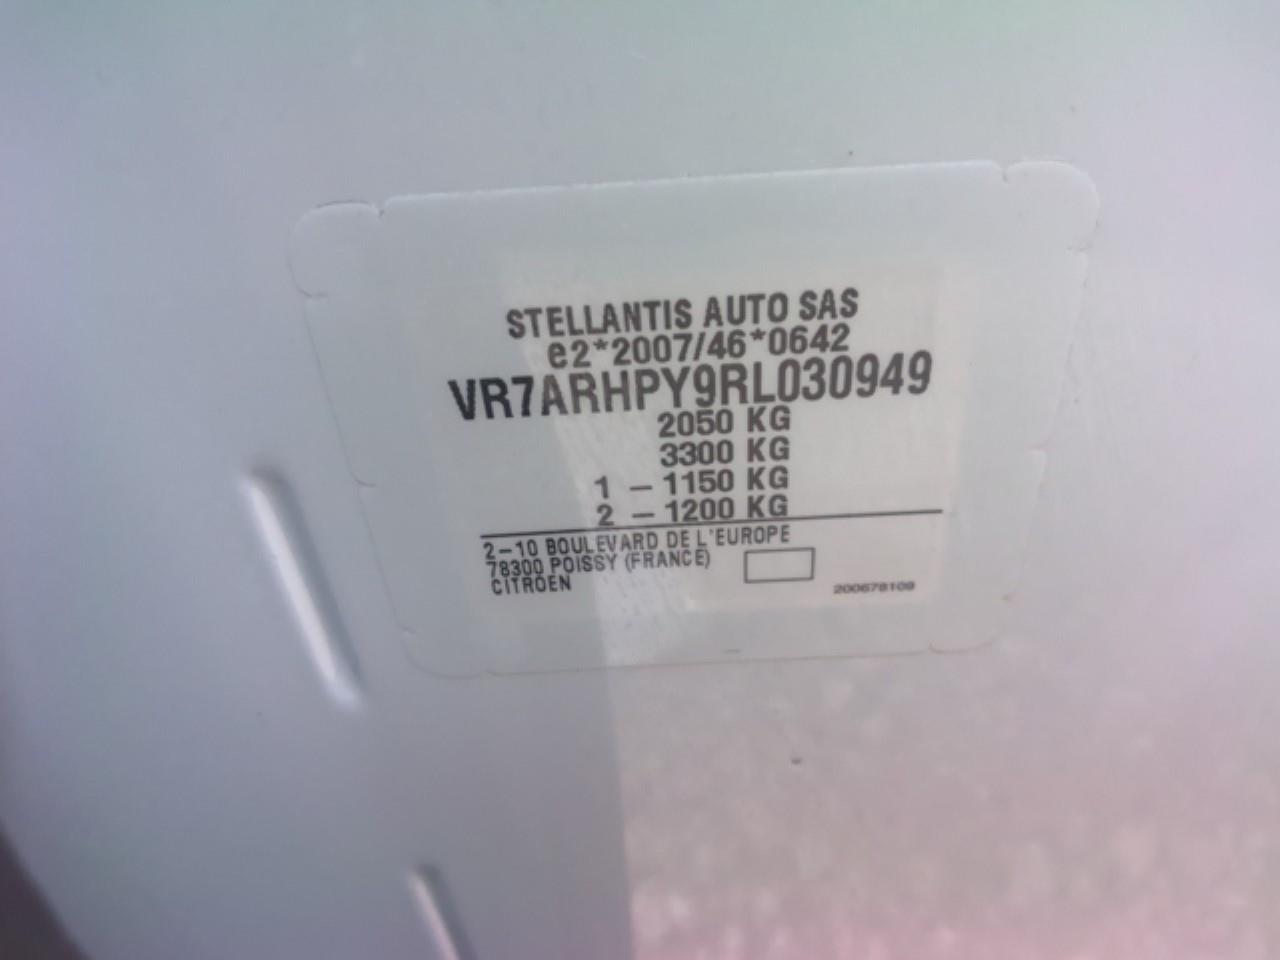 STELLANTIS AUTO SAS
e2*2007/46*0642
VR7ARHPY9RL030949
2050 KG
3300 KG
1 – 1150 KG
2 – 1200 KG
2–10 BOULEVARD DE L'EUROPE
78300 POISSY (FRANCE)
CITROEN
200678109